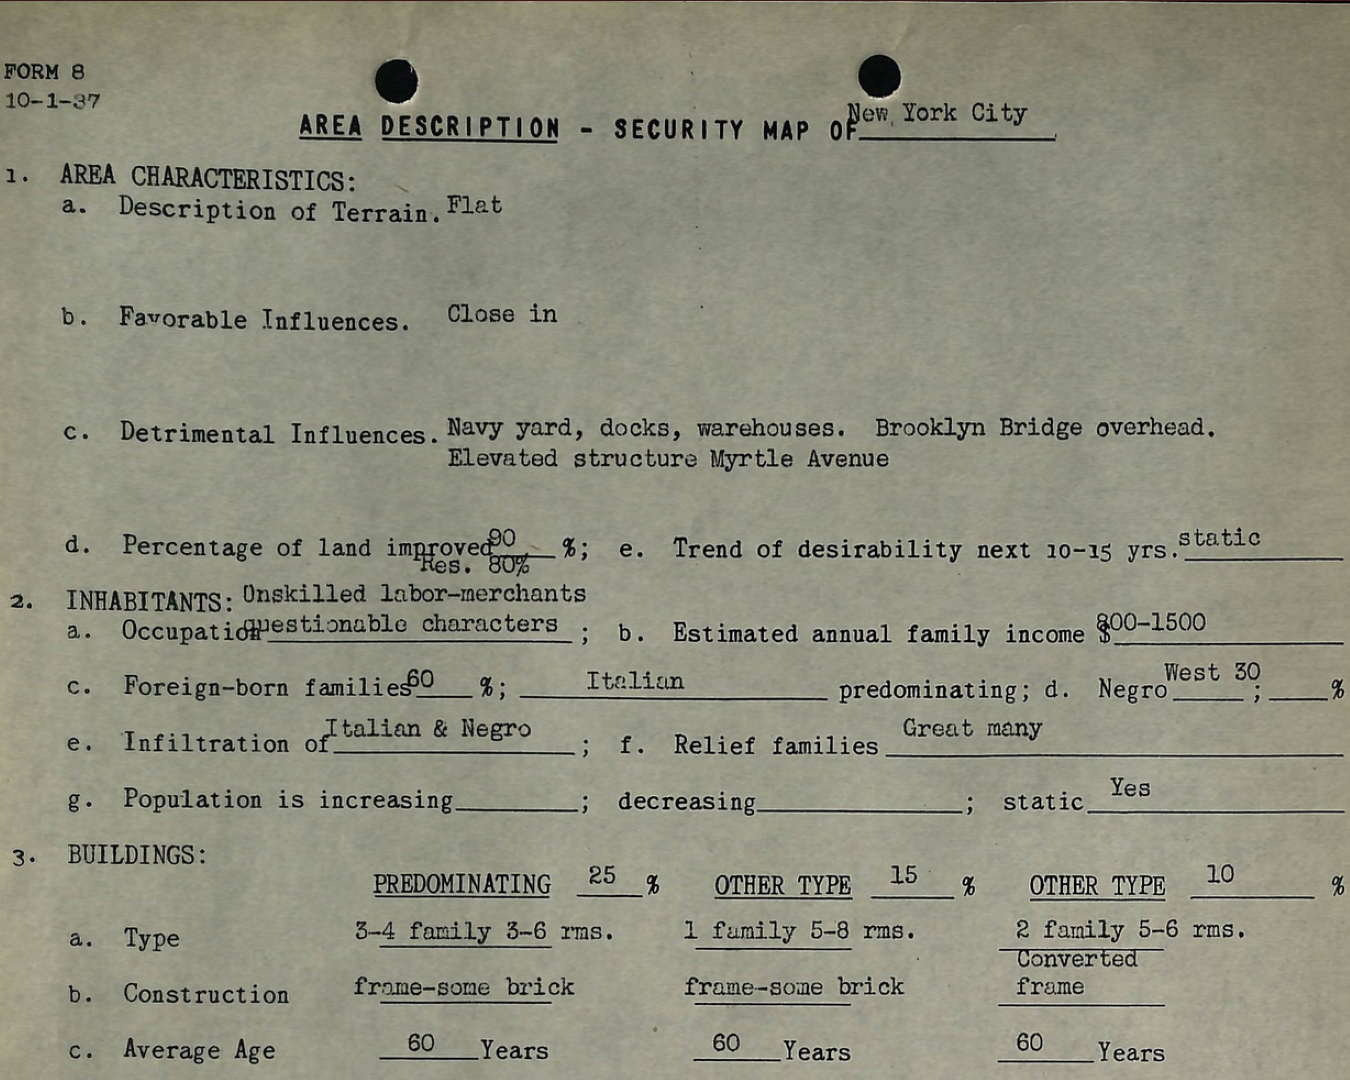 FORM 8
10-1-37
AREA DESCRIPTION - SECURITY MAP OF New York City
1. AREA CHARACTERISTICS:
a. Description of Terrain. Flat
b. Favorable Influences. Close in
c. Detrimental Influences. Navy yard, docks, warehouses. Brooklyn Bridge overhead.
Elevated structure Myrtle Avenue
d. Percentage of land improved 90 %; e. Trend of desirability next 10-15 yrs. static
Res. 80%
2. INHABITANTS: Unskilled labor-merchants
a. Occupation questionable characters ; b. Estimated annual family income $ 800-1500
c. Foreign-born families 60 %; Italian predominating; d. Negro West 30 ; %
e. Infiltration of Italian & Negro ; f. Relief families Great many
g. Population is increasing ; decreasing ; static Yes
3. BUILDINGS:
PREDOMINATING 25 % OTHER TYPE 15 % OTHER TYPE 10 %
a. Type 3-4 family 3-6 rms. 1 family 5-8 rms. 2 family 5-6 rms.
Converted
b. Construction frame-some brick frame-some brick frame
c. Average Age 60 Years 60 Years 60 Years